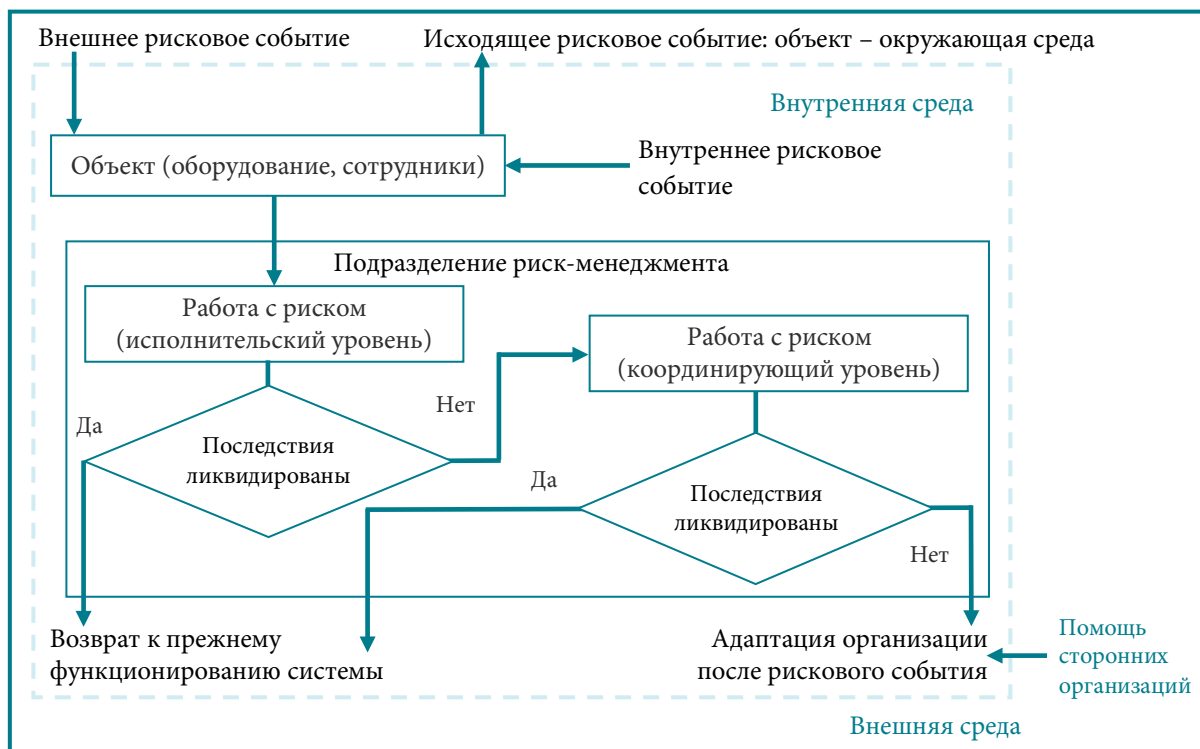 Внешнее рисковое событие
Исходящее рисковое событие: объект – окружающая среда
Внутренняя среда
Объект (оборудование, сотрудники)
Внутреннее рисковое
событие
Подразделение риск-менеджмента
Работа с риском
(исполнительский уровень)
Работа с риском
(координирующий уровень)
Да
Нет
Последствия
ликвидированы
Да
Последствия
ликвидированы
Нет
Возврат к прежнему
функционированию системы
Адаптация организации
после рискового события
Помощь
сторонних
организаций
Внешняя среда